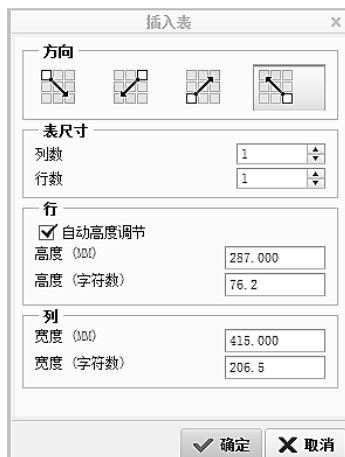 插入表
方向
表尺寸
列数 1
行数 1
行
自动高度调节
高度 (MM) 287.000
高度 (字符数) 76.2
列
宽度 (MM) 415.000
宽度 (字符数) 206.5
确定 取消